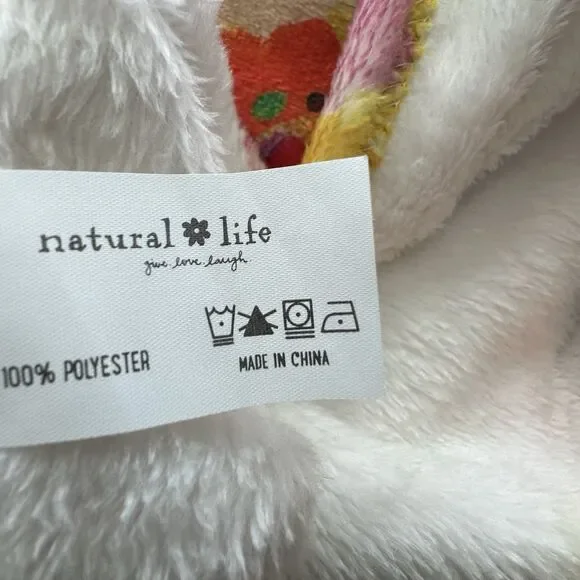 natural life
give.love.laugh.
100% POLYESTER
MADE IN CHINA